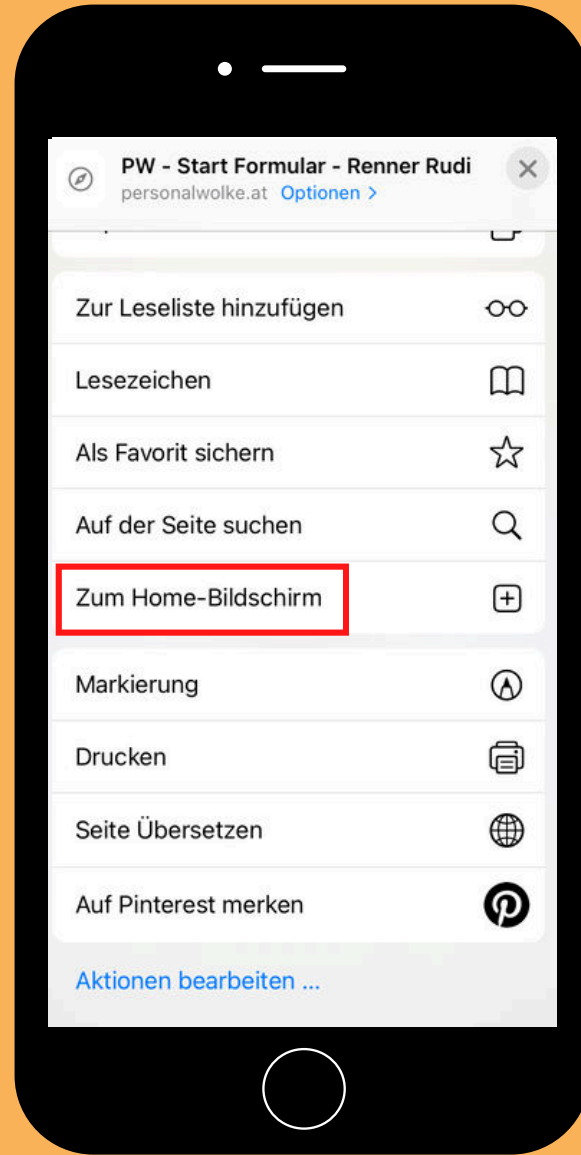 PW - Start Formular - Renner Rudi
personalwolke.at Optionen >
Zur Leseliste hinzufügen
Lesezeichen
Als Favorit sichern
Auf der Seite suchen
Zum Home-Bildschirm
Markierung
Drucken
Seite Übersetzen
Auf Pinterest merken
Aktionen bearbeiten ...